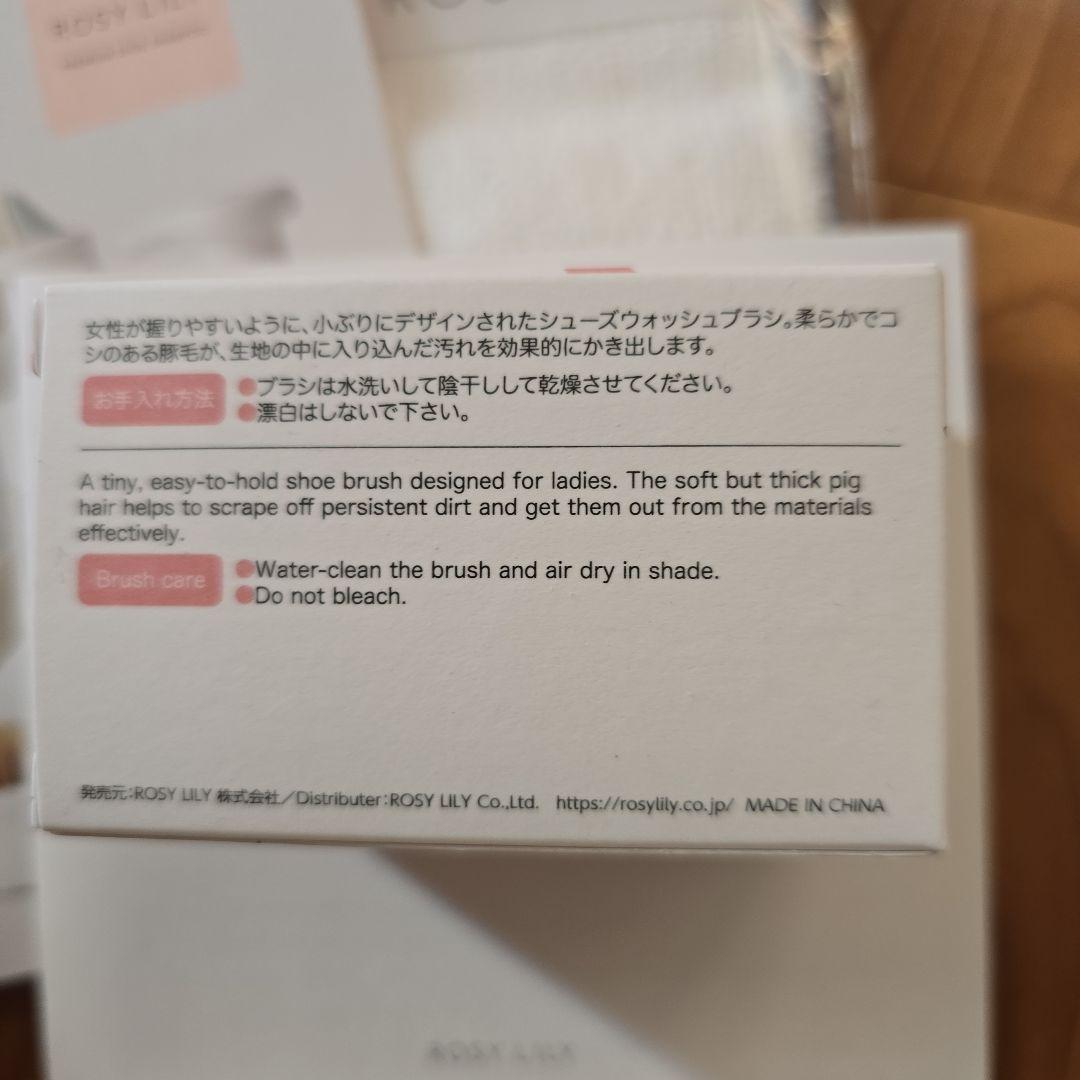 ROSY LILY
女性が握りやすいように、小ぶりにデザインされたシューズウォッシュブラシ。柔らかでコ
シのある豚毛が、生地の中に入り込んだ汚れを効果的にかき出します。
お手入れ方法
●ブラシは水洗いして陰干しして乾燥させてください。
●漂白はしないで下さい。
A tiny, easy-to-hold shoe brush designed for ladies. The soft but thick pig
hair helps to scrape off persistent dirt and get them out from the materials
effectively.
Brush care
●Water-clean the brush and air dry in shade.
●Do not bleach.
発売元:ROSY LILY 株式会社/Distributer:ROSY LILY Co.,Ltd. https://rosylily.co.jp/ MADE IN CHINA
ROSY LILY